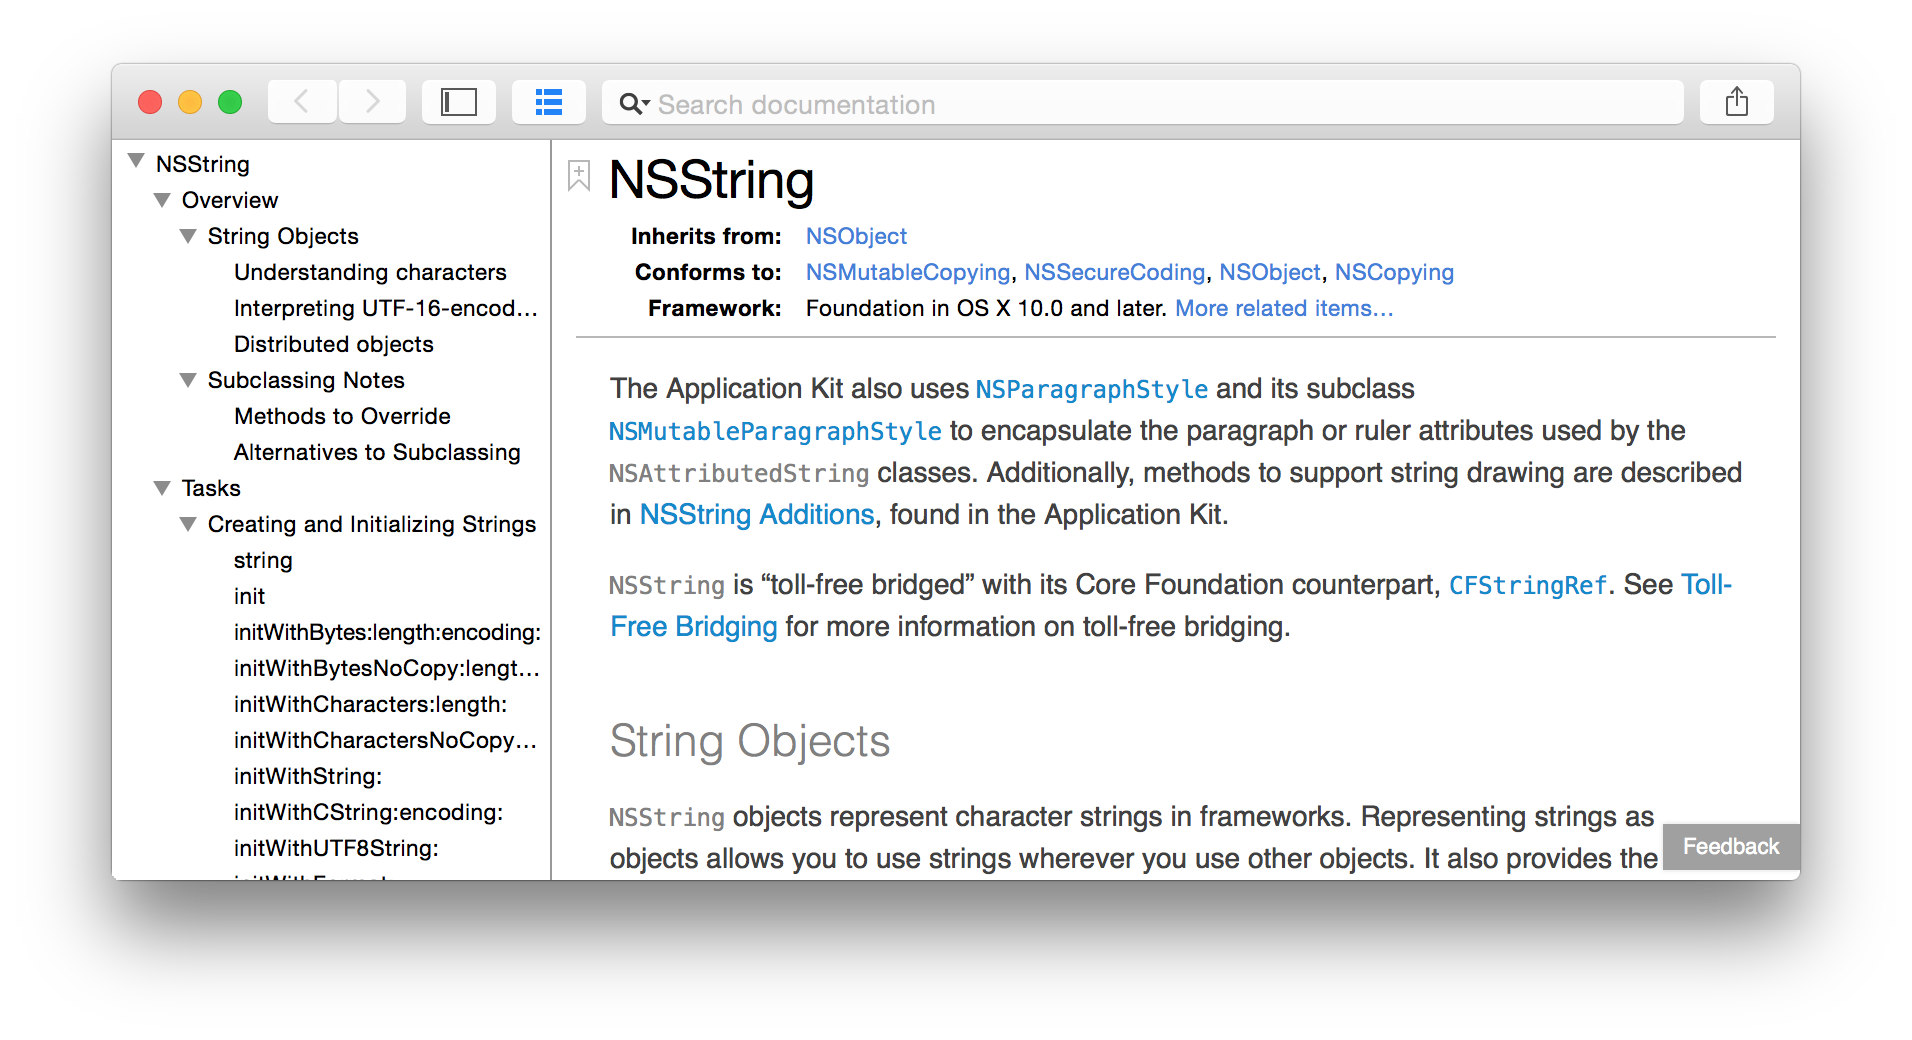 Search documentation
NSString
Overview
String Objects
Understanding characters
Interpreting UTF-16-encod...
Distributed objects
Subclassing Notes
Methods to Override
Alternatives to Subclassing
Tasks
Creating and Initializing Strings
string
init
initWithBytes:length:encoding:
initWithBytesNoCopy:lengt...
initWithCharacters:length:
initWithCharactersNoCopy...
initWithString:
initWithCString:encoding:
initWithUTF8String:
NSString
Inherits from: NSObject
Conforms to: NSMutableCopying, NSSecureCoding, NSObject, NSCopying
Framework: Foundation in OS X 10.0 and later. More related items...
The Application Kit also uses NSParagraphStyle and its subclass
NSMutableParagraphStyle to encapsulate the paragraph or ruler attributes used by the
NSAttributedString classes. Additionally, methods to support string drawing are described
in NSString Additions, found in the Application Kit.
NSString is “toll-free bridged” with its Core Foundation counterpart, CFStringRef. See Toll-
Free Bridging for more information on toll-free bridging.
String Objects
NSString objects represent character strings in frameworks. Representing strings as
objects allows you to use strings wherever you use other objects. It also provides the
Feedback